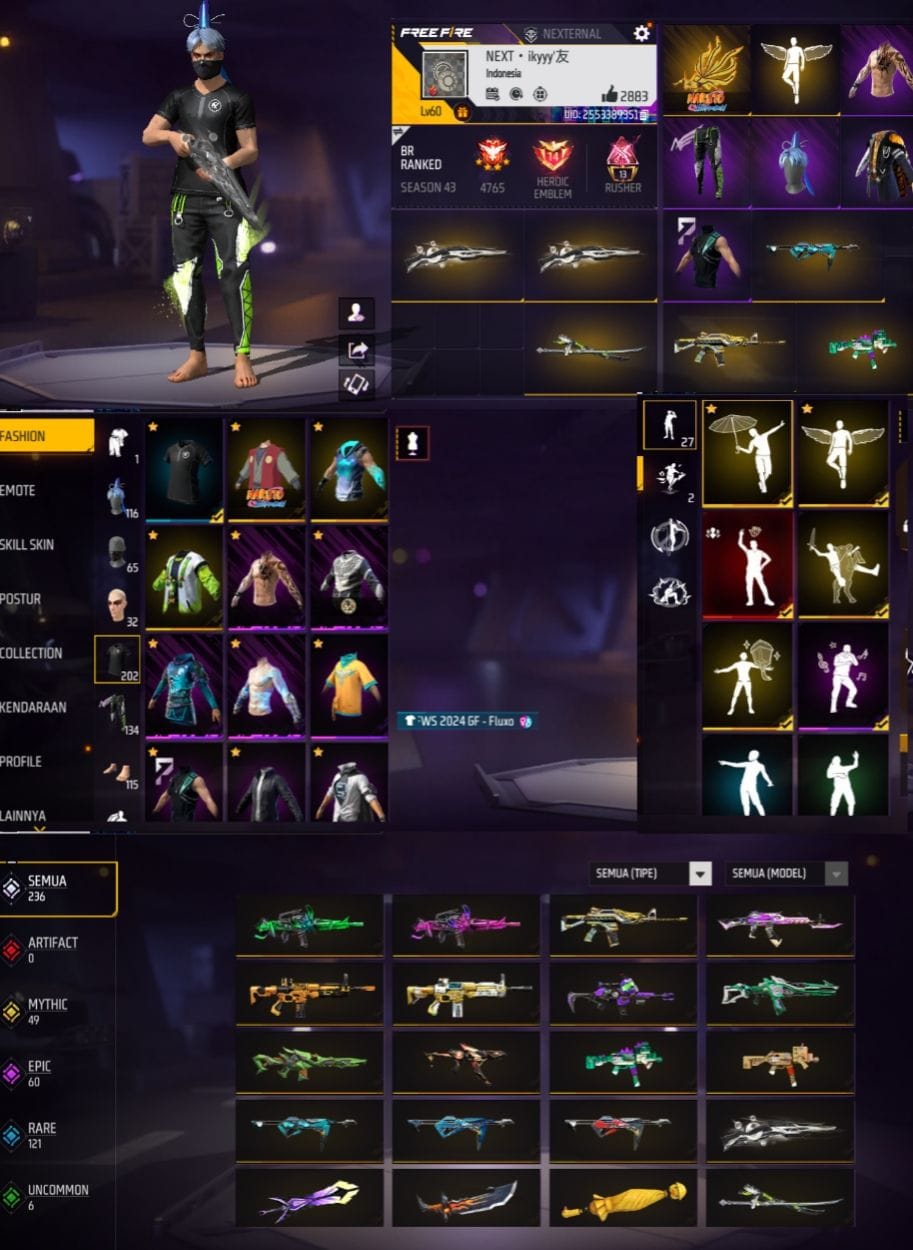 FREE FIRE
NEXTERNAL
NEXT • ikyyy'友
Indonesia
2883
Lv60
UID: 2553389351
BR
RANKED
SEASON 43
4765
HEROIC
EMBLEM
13
RUSHER
NARUTO
FASHION
EMOTE
SKILL SKIN
POSTUR
COLLECTION
KENDARAAN
PROFILE
LAINNYA
1
116
65
32
202
134
115
NARUTO
FWS 2024 GF - Fluxo
27
2
SEMUA
236
ARTIFACT
0
MYTHIC
49
EPIC
60
RARE
121
UNCOMMON
6
SEMUA (TIPE)
SEMUA (MODEL)